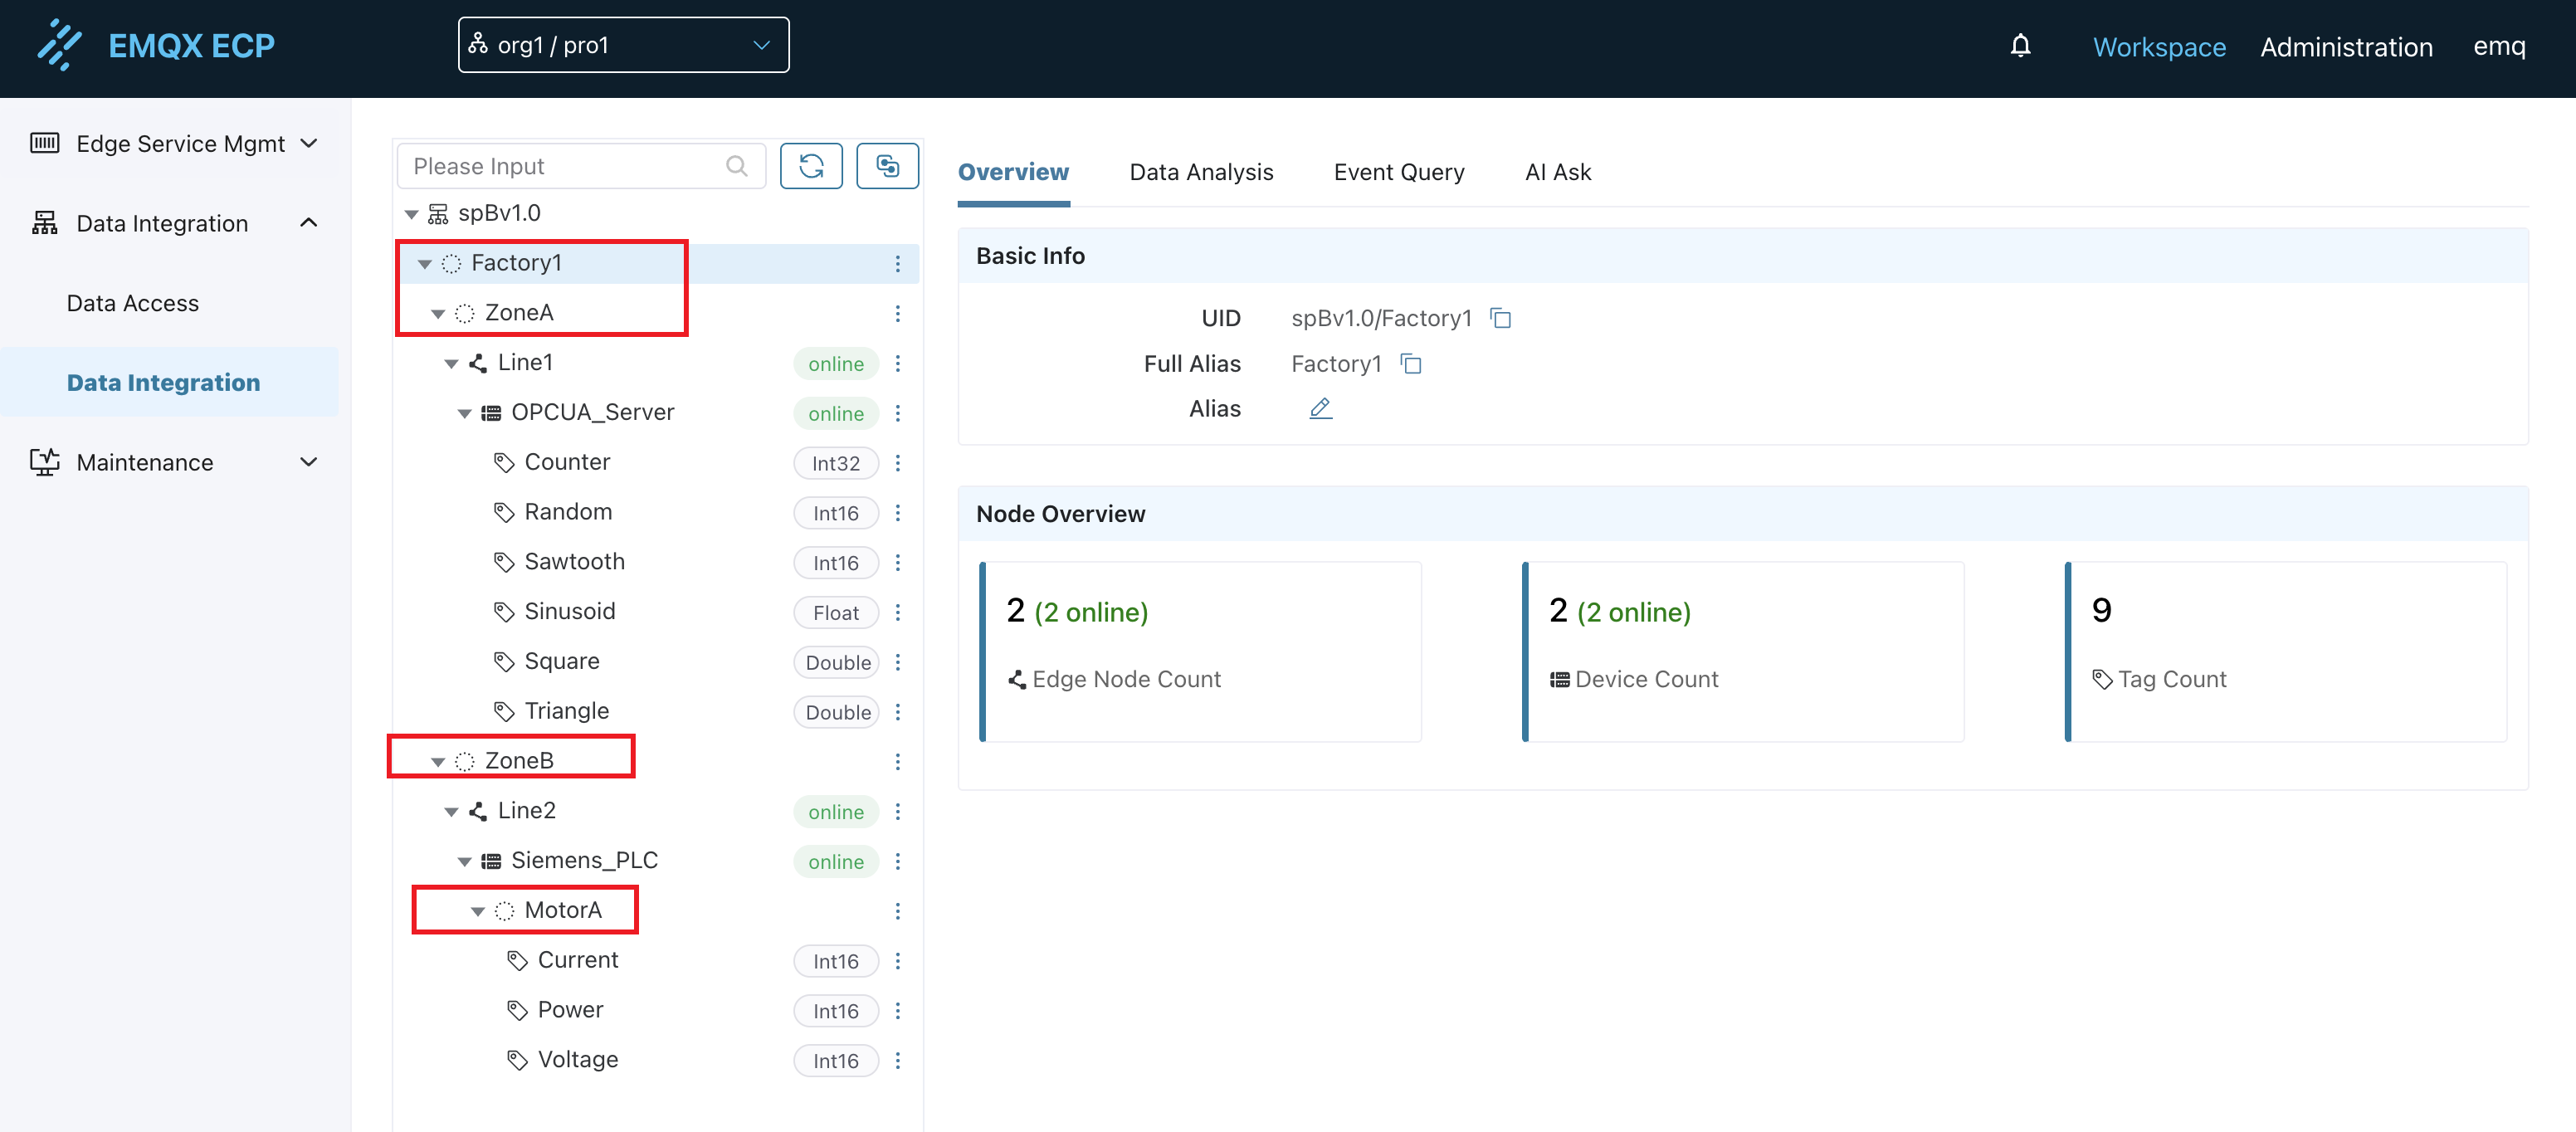 EMQX ECP
org1 / pro1
Workspace
Administration
emq
Edge Service Mgmt
Data Integration
Data Access
Data Integration
Maintenance
Please Input
spBv1.0
Factory1
ZoneA
Line1 online
OPCUA_Server online
Counter Int32
Random Int16
Sawtooth Int16
Sinusoid Float
Square Double
Triangle Double
ZoneB
Line2 online
Siemens_PLC online
MotorA
Current Int16
Power Int16
Voltage Int16
Overview Data Analysis Event Query AI Ask
Basic Info
UID spBv1.0/Factory1
Full Alias Factory1
Alias
Node Overview
2 (2 online)
Edge Node Count
2 (2 online)
Device Count
9
Tag Count